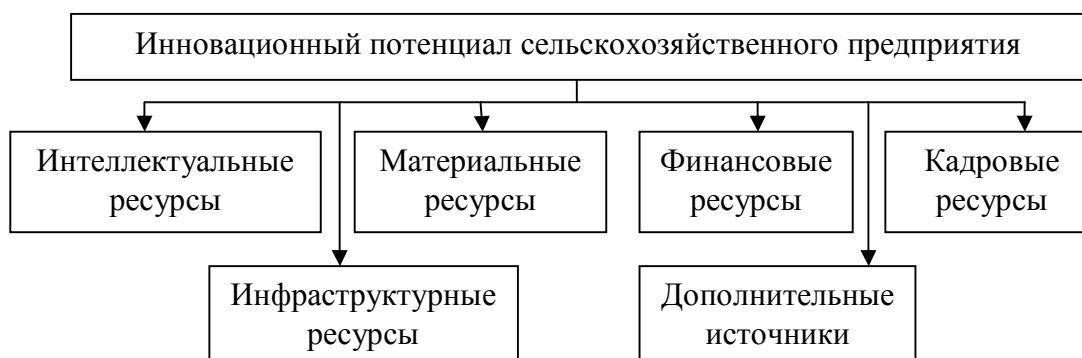 Инновационный потенциал сельскохозяйственного предприятия
Интеллектуальные
ресурсы
Материальные
ресурсы
Финансовые
ресурсы
Кадровые
ресурсы
Инфраструктурные
ресурсы
Дополнительные
источники